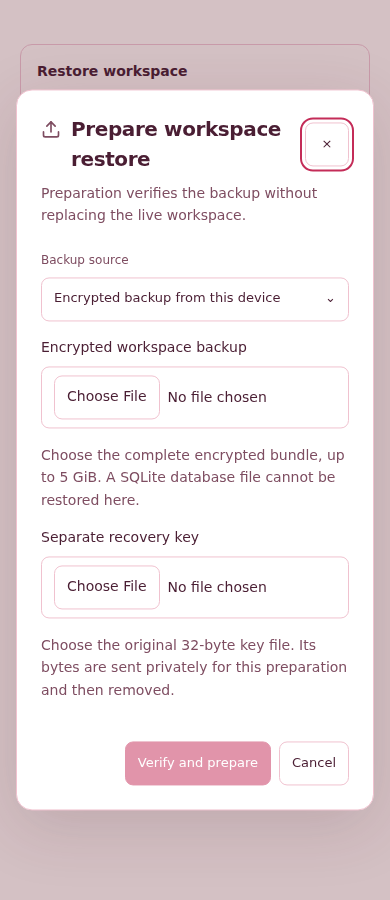 Restore workspace
Prepare workspace
restore
×
Preparation verifies the backup without
replacing the live workspace.
Backup source
Encrypted backup from this device
Encrypted workspace backup
Choose File No file chosen
Choose the complete encrypted bundle, up
to 5 GiB. A SQLite database file cannot be
restored here.
Separate recovery key
Choose File No file chosen
Choose the original 32-byte key file. Its
bytes are sent privately for this preparation
and then removed.
Verify and prepare Cancel